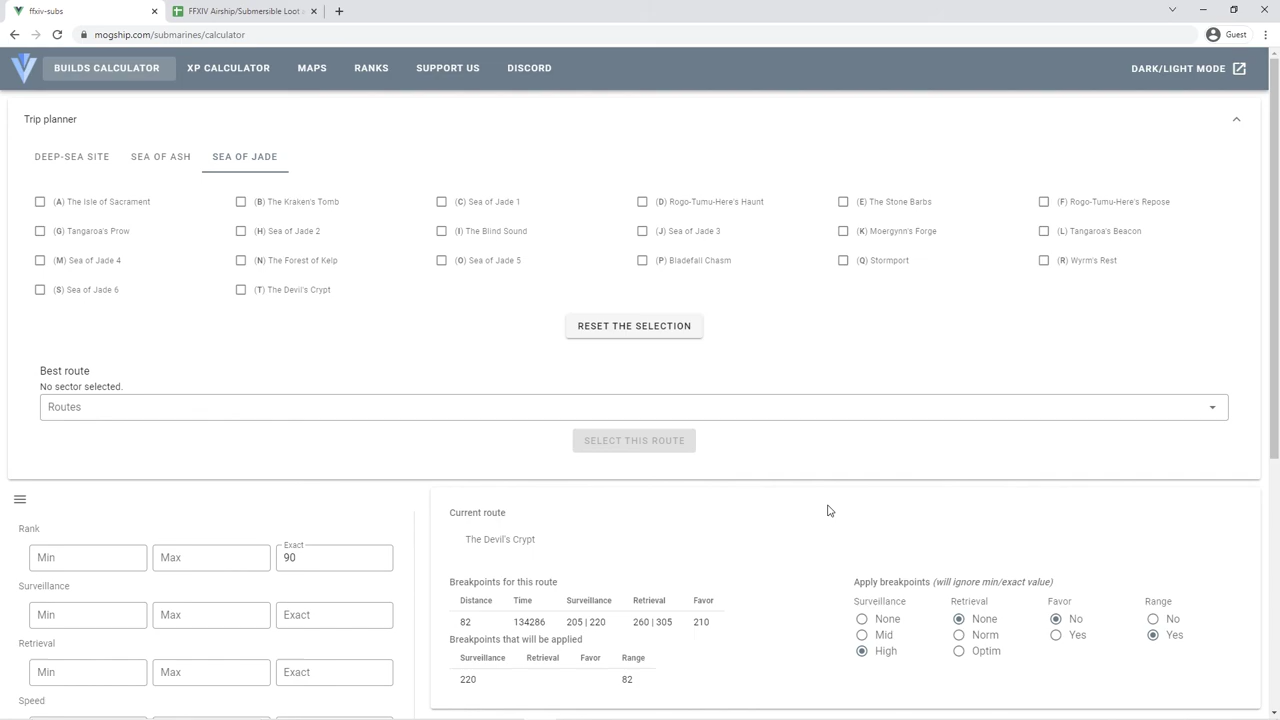 ffxiv-subs
FFXIV Airship/Submersible Loot
mogship.com/submarines/calculator
Guest
BUILDS CALCULATOR XP CALCULATOR MAPS RANKS SUPPORT US DISCORD DARK/LIGHT MODE
Trip planner
DEEP-SEA SITE SEA OF ASH SEA OF JADE
(A) The Isle of Sacrament (B) The Kraken's Tomb (C) Sea of Jade 1 (D) Rogo-Tumu-Here's Haunt (E) The Stone Barbs (F) Rogo-Tumu-Here's Repose
(G) Tangaroa's Prow (H) Sea of Jade 2 (I) The Blind Sound (J) Sea of Jade 3 (K) Moergynn's Forge (L) Tangaroa's Beacon
(M) Sea of Jade 4 (N) The Forest of Kelp (O) Sea of Jade 5 (P) Bladefall Chasm (Q) Stormport (R) Wyrm's Rest
(S) Sea of Jade 6 (T) The Devil's Crypt
RESET THE SELECTION
Best route
No sector selected.
Routes
SELECT THIS ROUTE
Rank
Min Max Exact 90
Surveillance
Min Max Exact
Retrieval
Min Max Exact
Speed
Current route
The Devil's Crypt
Breakpoints for this route
Distance Time Surveillance Retrieval Favor
82 134286 205 | 220 260 | 305 210
Breakpoints that will be applied
Surveillance Retrieval Favor Range
220 82
Apply breakpoints (will ignore min/exact value)
Surveillance Retrieval Favor Range
None None No No
Mid Norm Yes Yes
High Optim